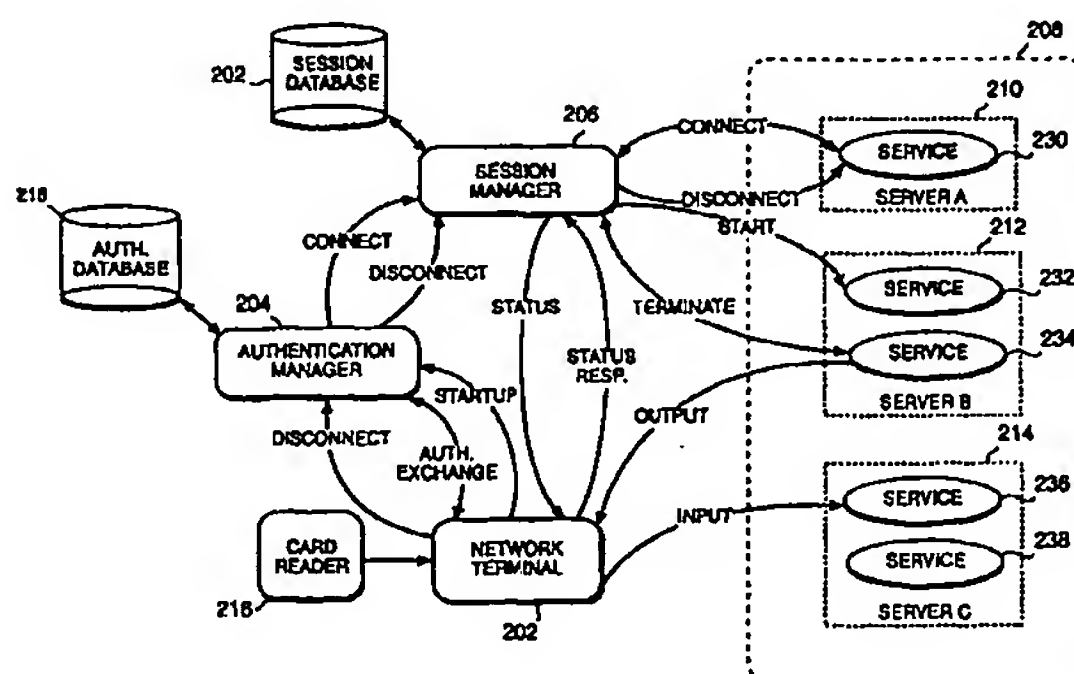 208
SESSION
DATABASE
202
206
210
CONNECT
SERVICE
230
SESSION
MANAGER
DISCONNECT
SERVER A
218
START
212
CONNECT
AUTH.
DATABASE
DISCONNECT
SERVICE
232
STATUS
TERMINATE
204
AUTHENTICATION
MANAGER
STATUS
RESP.
SERVICE
234
STARTUP
SERVER B
OUTPUT
DISCONNECT
214
AUTH.
EXCHANGE
SERVICE
236
INPUT
CARD
READER
NETWORK
TERMINAL
SERVICE
238
216
SERVER C
202